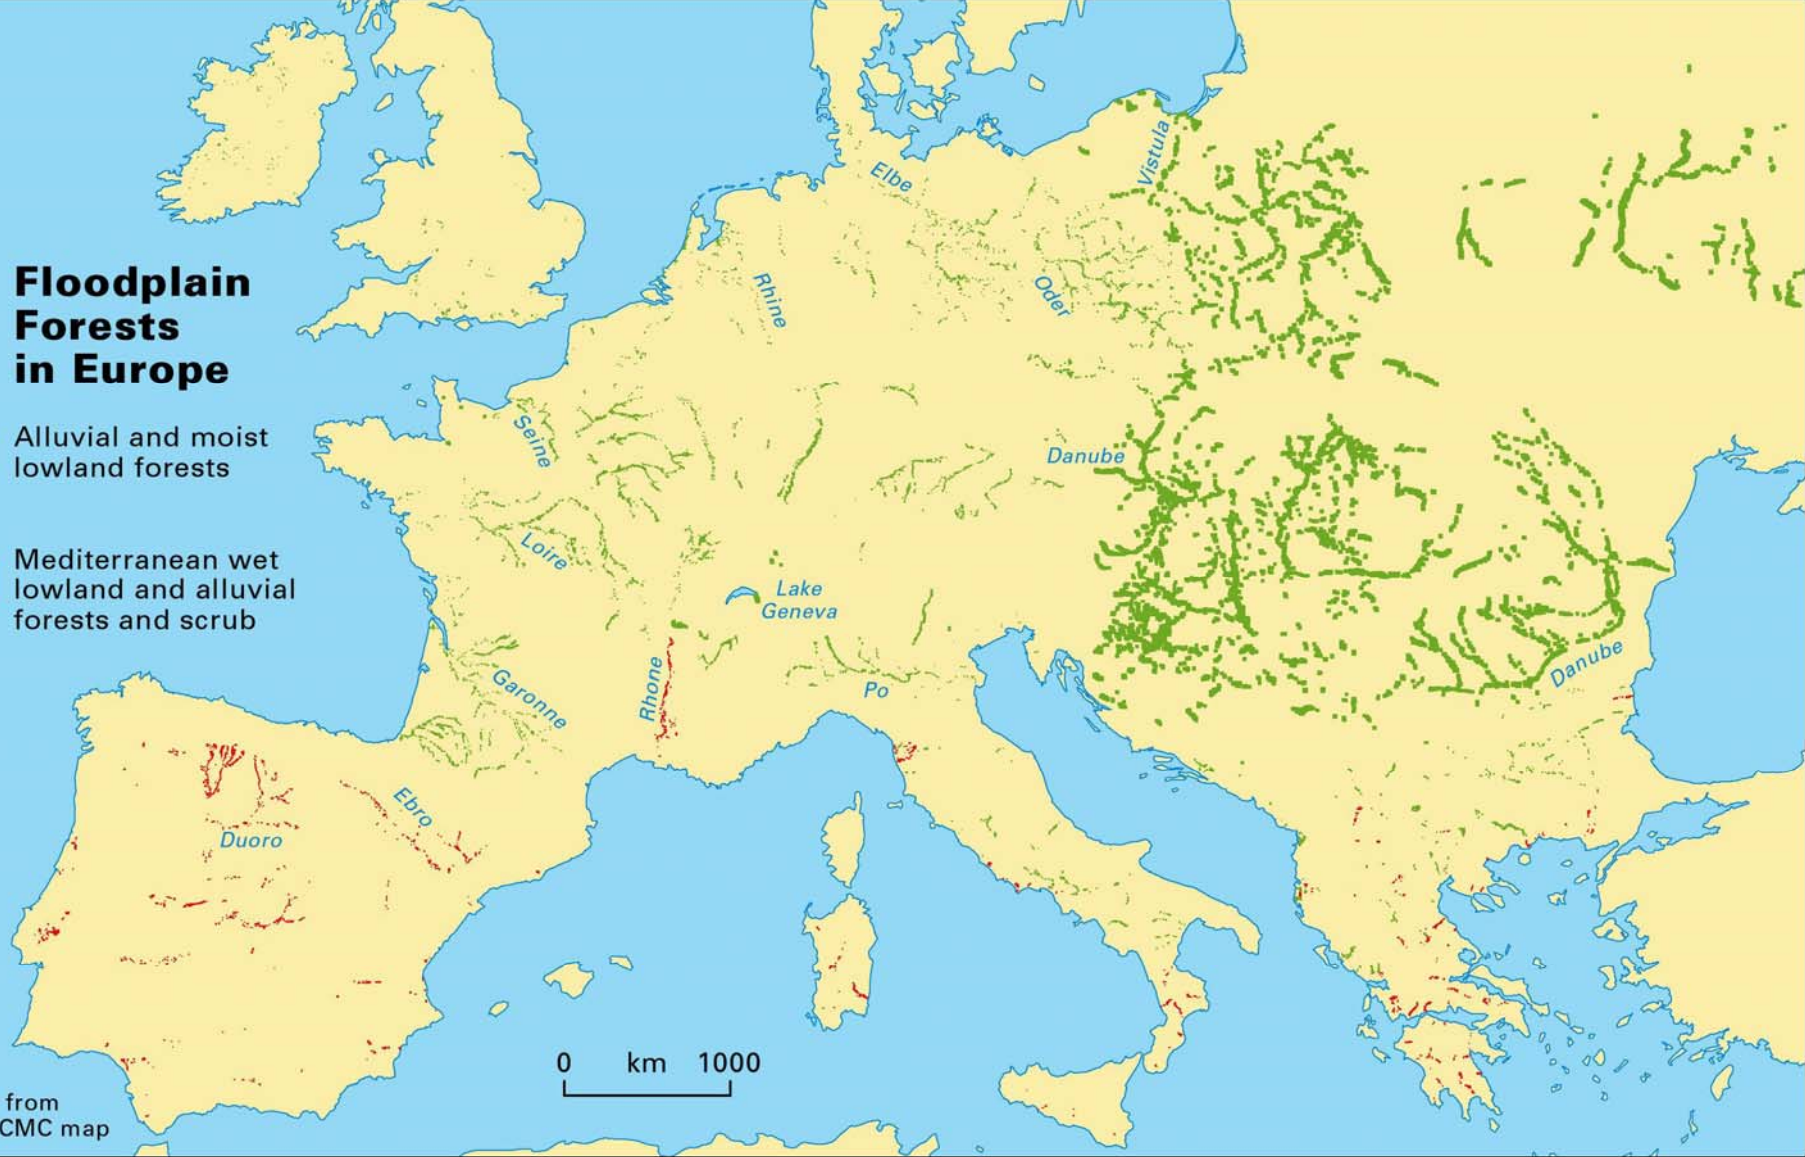 Floodplain
Forests
in Europe
Alluvial and moist
lowland forests
Mediterranean wet
lowland and alluvial
forests and scrub
from
CMC map
Elbe
Vistula
Rhine
Oder
Seine
Danube
Loire
Lake
Geneva
Rhone
Garonne
Po
Danube
Ebro
Duoro
0 km 1000